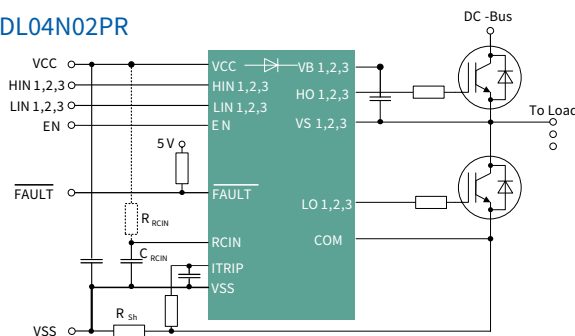 DL04N02PR
DC -Bus
VCC
VCC
VB 1,2,3
HIN 1,2,3
HIN 1,2,3
HO 1,2,3
LIN 1,2,3
LIN 1,2,3
To Load
EN
EN
VS 1,2,3
5 V
FAULT
FAULT
LO 1,2,3
R RCIN
RCIN
COM
C RCIN
ITRIP
VSS
R Sh
VSS